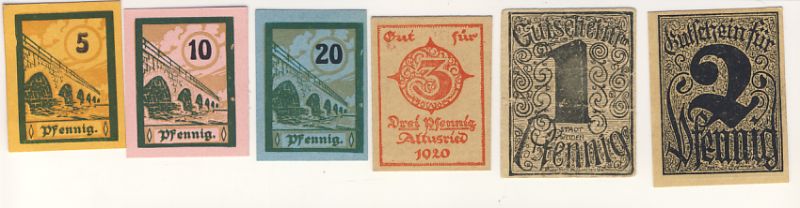 5
Pfennig.
10
Pfennig.
20
Pfennig.
Gut für
3
Drei Pfennig
Altusried
1920
Gutschein für
1
STADT
Pfennig
Gutschein für
2
Pfennig